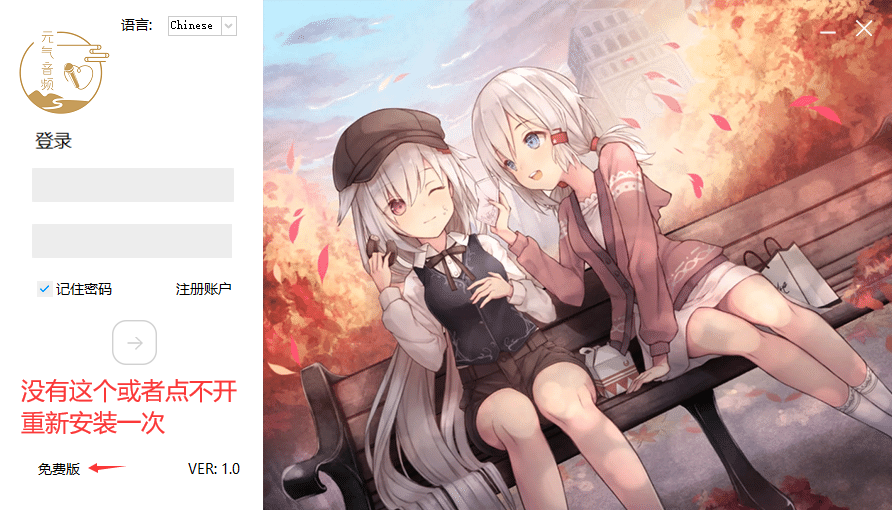 语言:
Chinese
元气音频
登录
记住密码
注册账户
没有这个或者点不开
重新安装一次
免费版
VER: 1.0